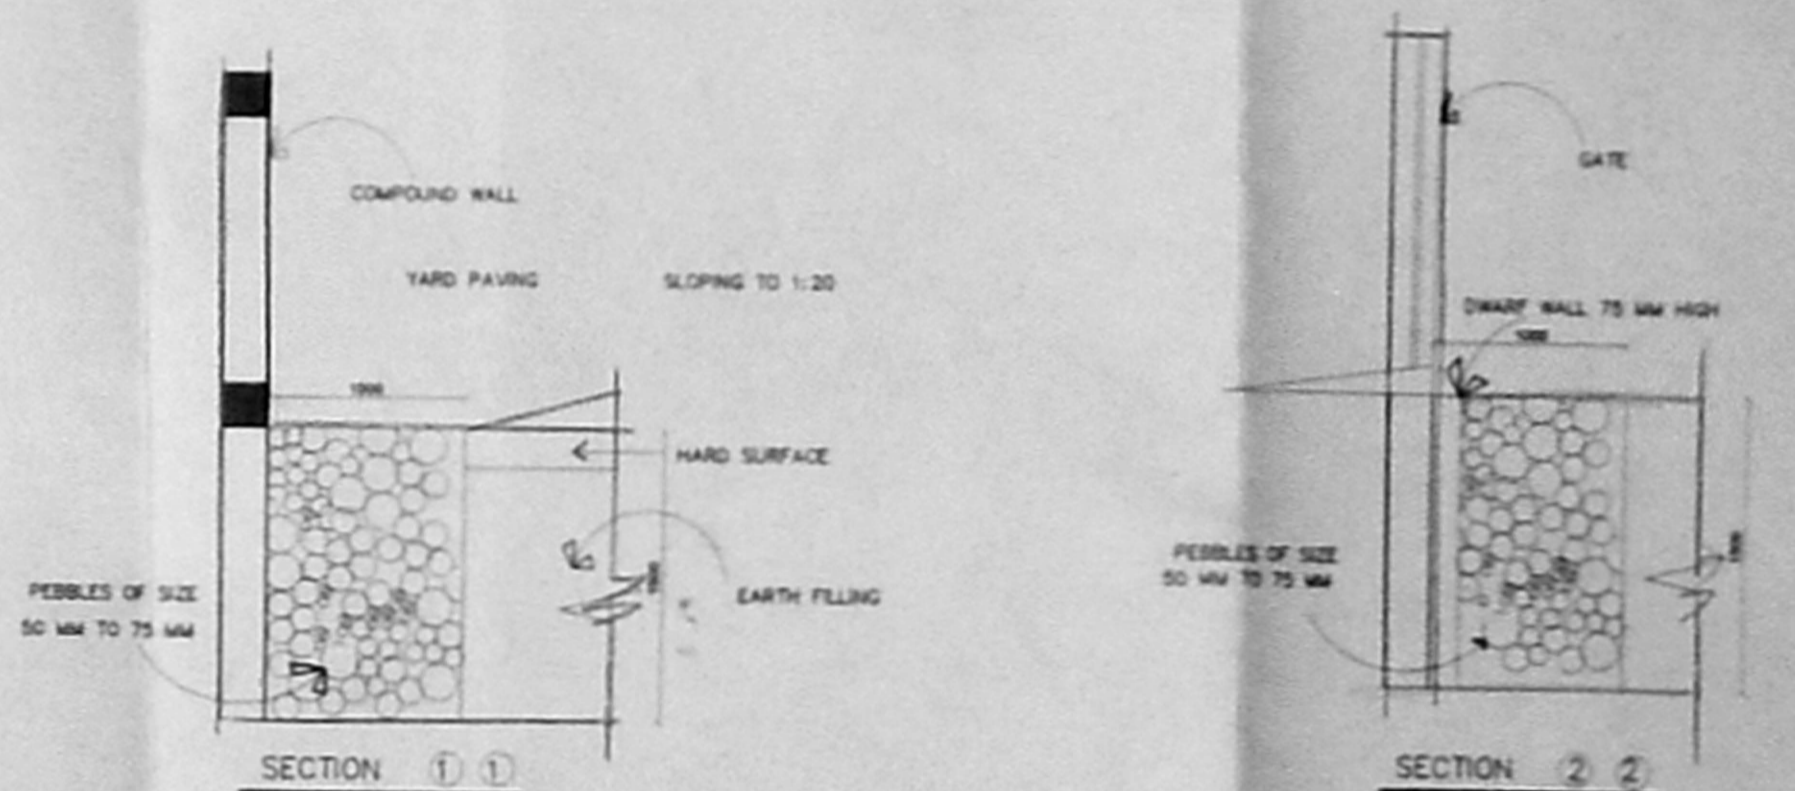 COMPOUND WALL
YARD PAVING
SLOPING TO 1:20
1000
HARD SURFACE
EARTH FILLING
PEBBLES OF SIZE
50 MM TO 75 MM
SECTION 1 1
GATE
DWARF WALL 75 MM HIGH
1000
PEBBLES OF SIZE
50 MM TO 75 MM
SECTION 2 2